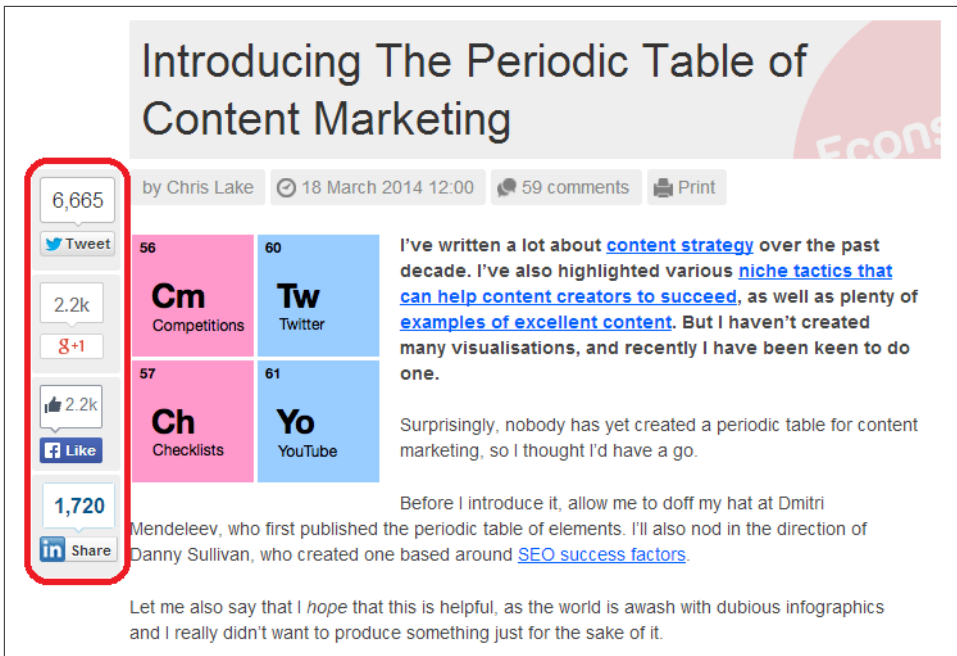 Introducing The Periodic Table of
Content Marketing
Econs
by Chris Lake
18 March 2014 12:00
59 comments
Print
6,665
Tweet
2.2k
g+1
2.2k
Like
1,720
in Share
56
Cm
Competitions
60
Tw
Twitter
57
Ch
Checklists
61
Yo
YouTube
I've written a lot about content strategy over the past
decade. I've also highlighted various niche tactics that
can help content creators to succeed, as well as plenty of
examples of excellent content. But I haven't created
many visualisations, and recently I have been keen to do
one.
Surprisingly, nobody has yet created a periodic table for content
marketing, so I thought I'd have a go.
Before I introduce it, allow me to doff my hat at Dmitri
Mendeleev, who first published the periodic table of elements. I'll also nod in the direction of
Danny Sullivan, who created one based around SEO success factors.
Let me also say that I hope that this is helpful, as the world is awash with dubious infographics
and I really didn't want to produce something just for the sake of it.